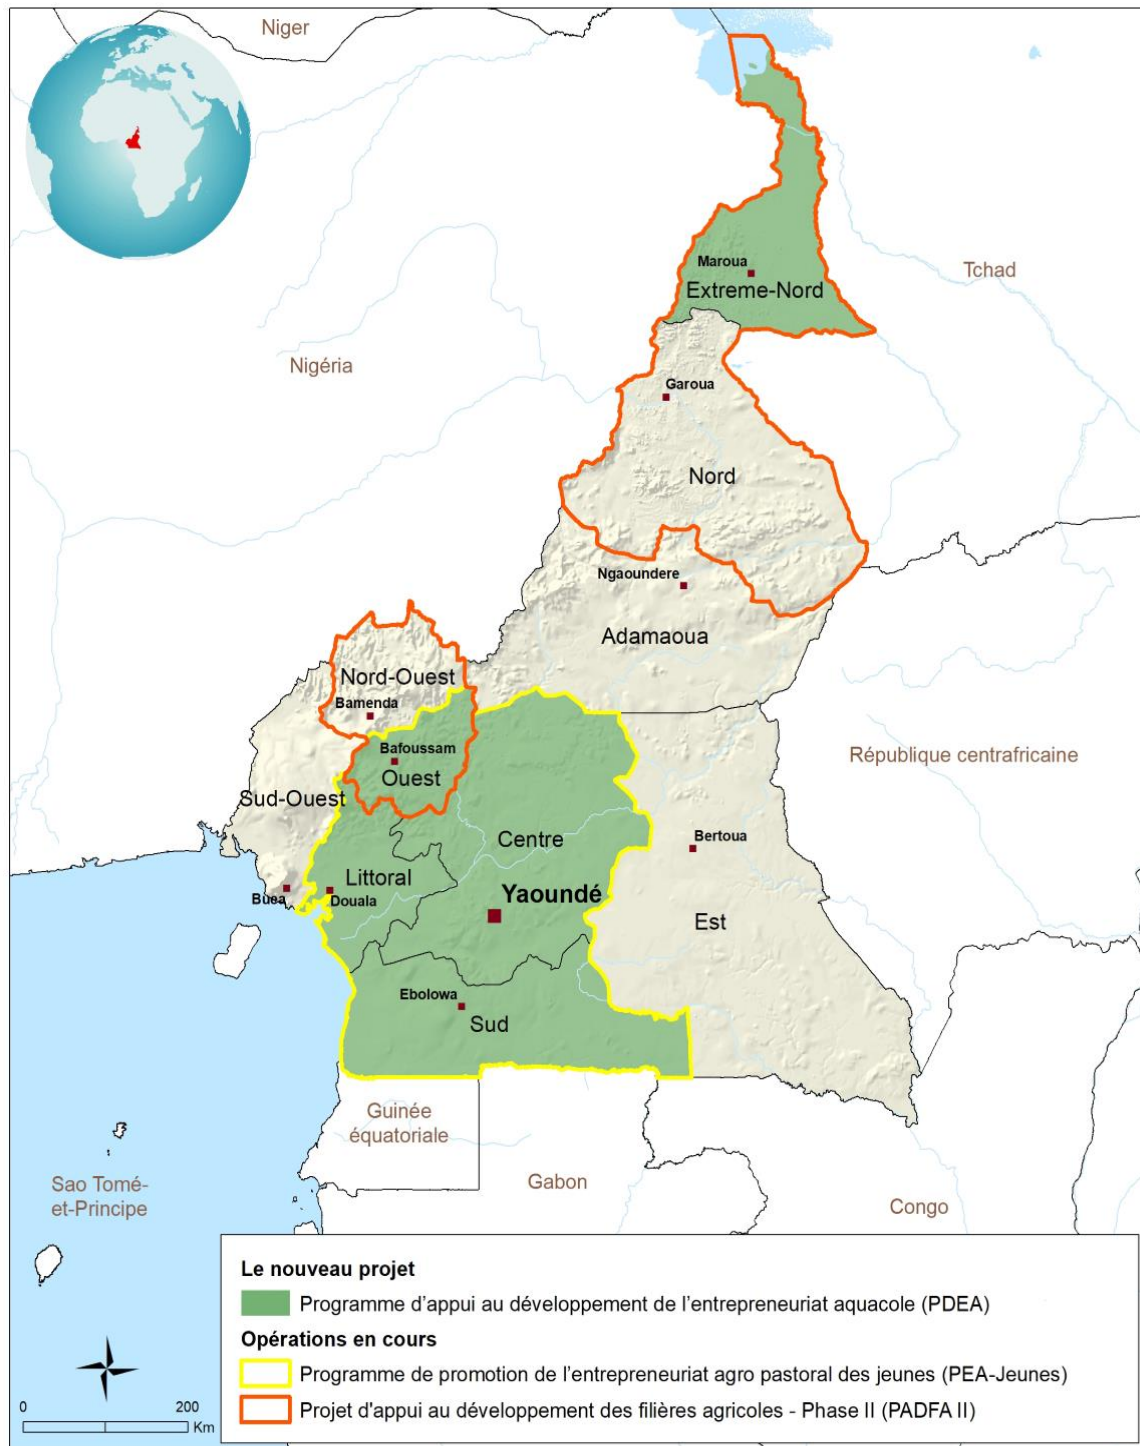 Niger
Maroua
Extreme-Nord
Tchad
Nigéria
Garoua
Nord
Ngaoundere
Adamaoua
Nord-Ouest
Bamenda
Bafoussam
Ouest
République centrafricaine
Sud-Ouest
Centre
Bertoua
Littoral
Buea
Douala
Yaoundé
Est
Ebolowa
Sud
Guinée
équatoriale
Sao Tomé-
et-Principe
Gabon
Congo
Le nouveau projet
Programme d'appui au développement de l'entrepreneuriat aquacole (PDEA)
Opérations en cours
Programme de promotion de l'entrepreneuriat agro pastoral des jeunes (PEA-Jeunes)
Projet d'appui au développement des filières agricoles - Phase II (PADFA II)
0 200
Km